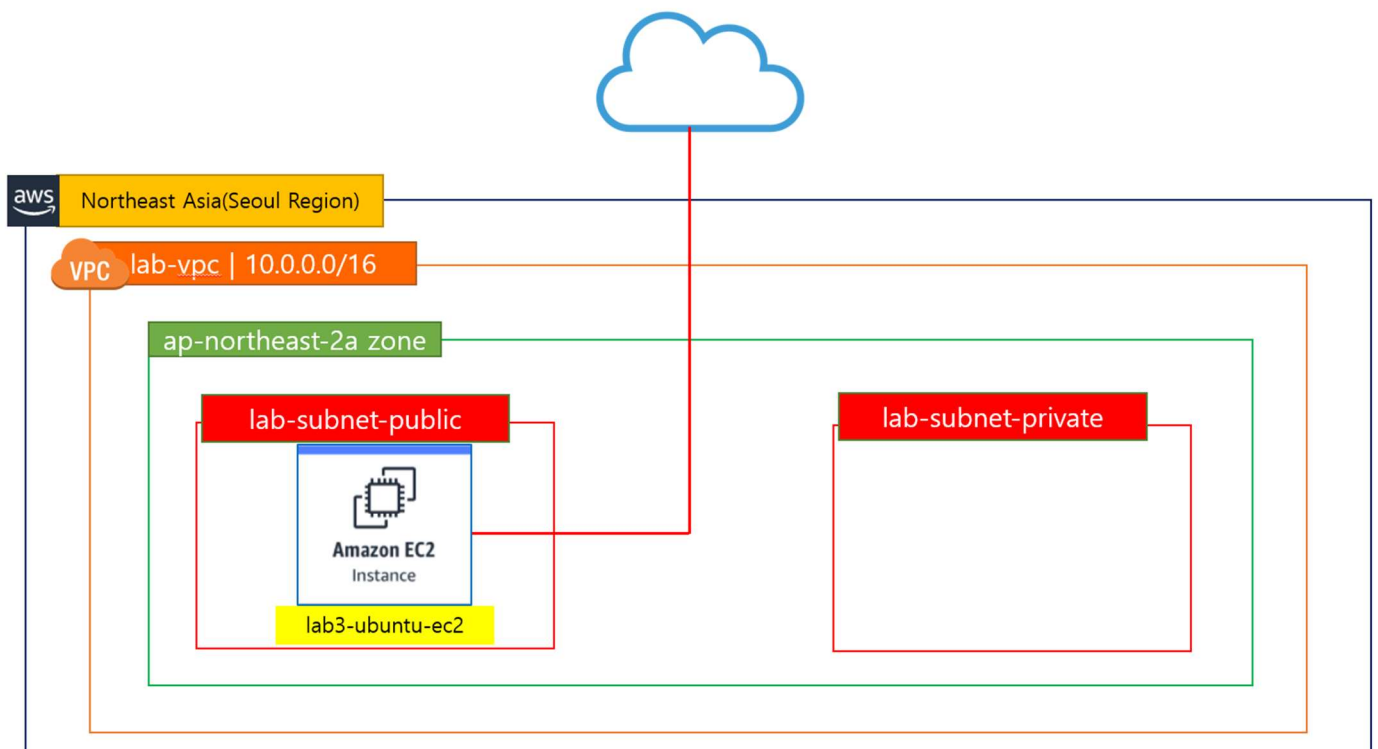 aws
Northeast Asia(Seoul Region)
VPC
lab-vpc | 10.0.0.0/16
ap-northeast-2a zone
lab-subnet-public
lab-subnet-private
Amazon EC2
Instance
lab3-ubuntu-ec2